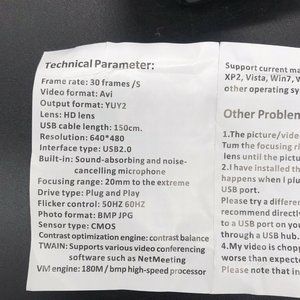 Technical Parameter:
Frame rate: 30 frames /S
Video format: Avi
Output format: YUY2
Lens: HD lens
USB cable length: 150cm.
Resolution: 640*480
Interface type: USB2.0
Built-in: Sound-absorbing and noise-
cancelling microphone
Focusing range: 20mm to the extreme
Drive type: Plug and Play
Flicker control: 50HZ 60HZ
Photo format: BMP JPG
Sensor type: CMOS
Contrast optimization engine: contrast balance
TWAIN: Supports various video conferencing
software such as NetMeeting
VM engine: 180M / bmp high-speed processor
Support current ma
XP2, Vista, Win7, W
other operating sy
Other Problem
1.The picture/vide
Turn the focusing ri
lens until the picture
2.I have installed th
happens when I plu
USB port.
Please try a differen
recommend directl
to a USB port on you
through a USB hub.
4.My video is chopp
worse than expecte
Please note that in